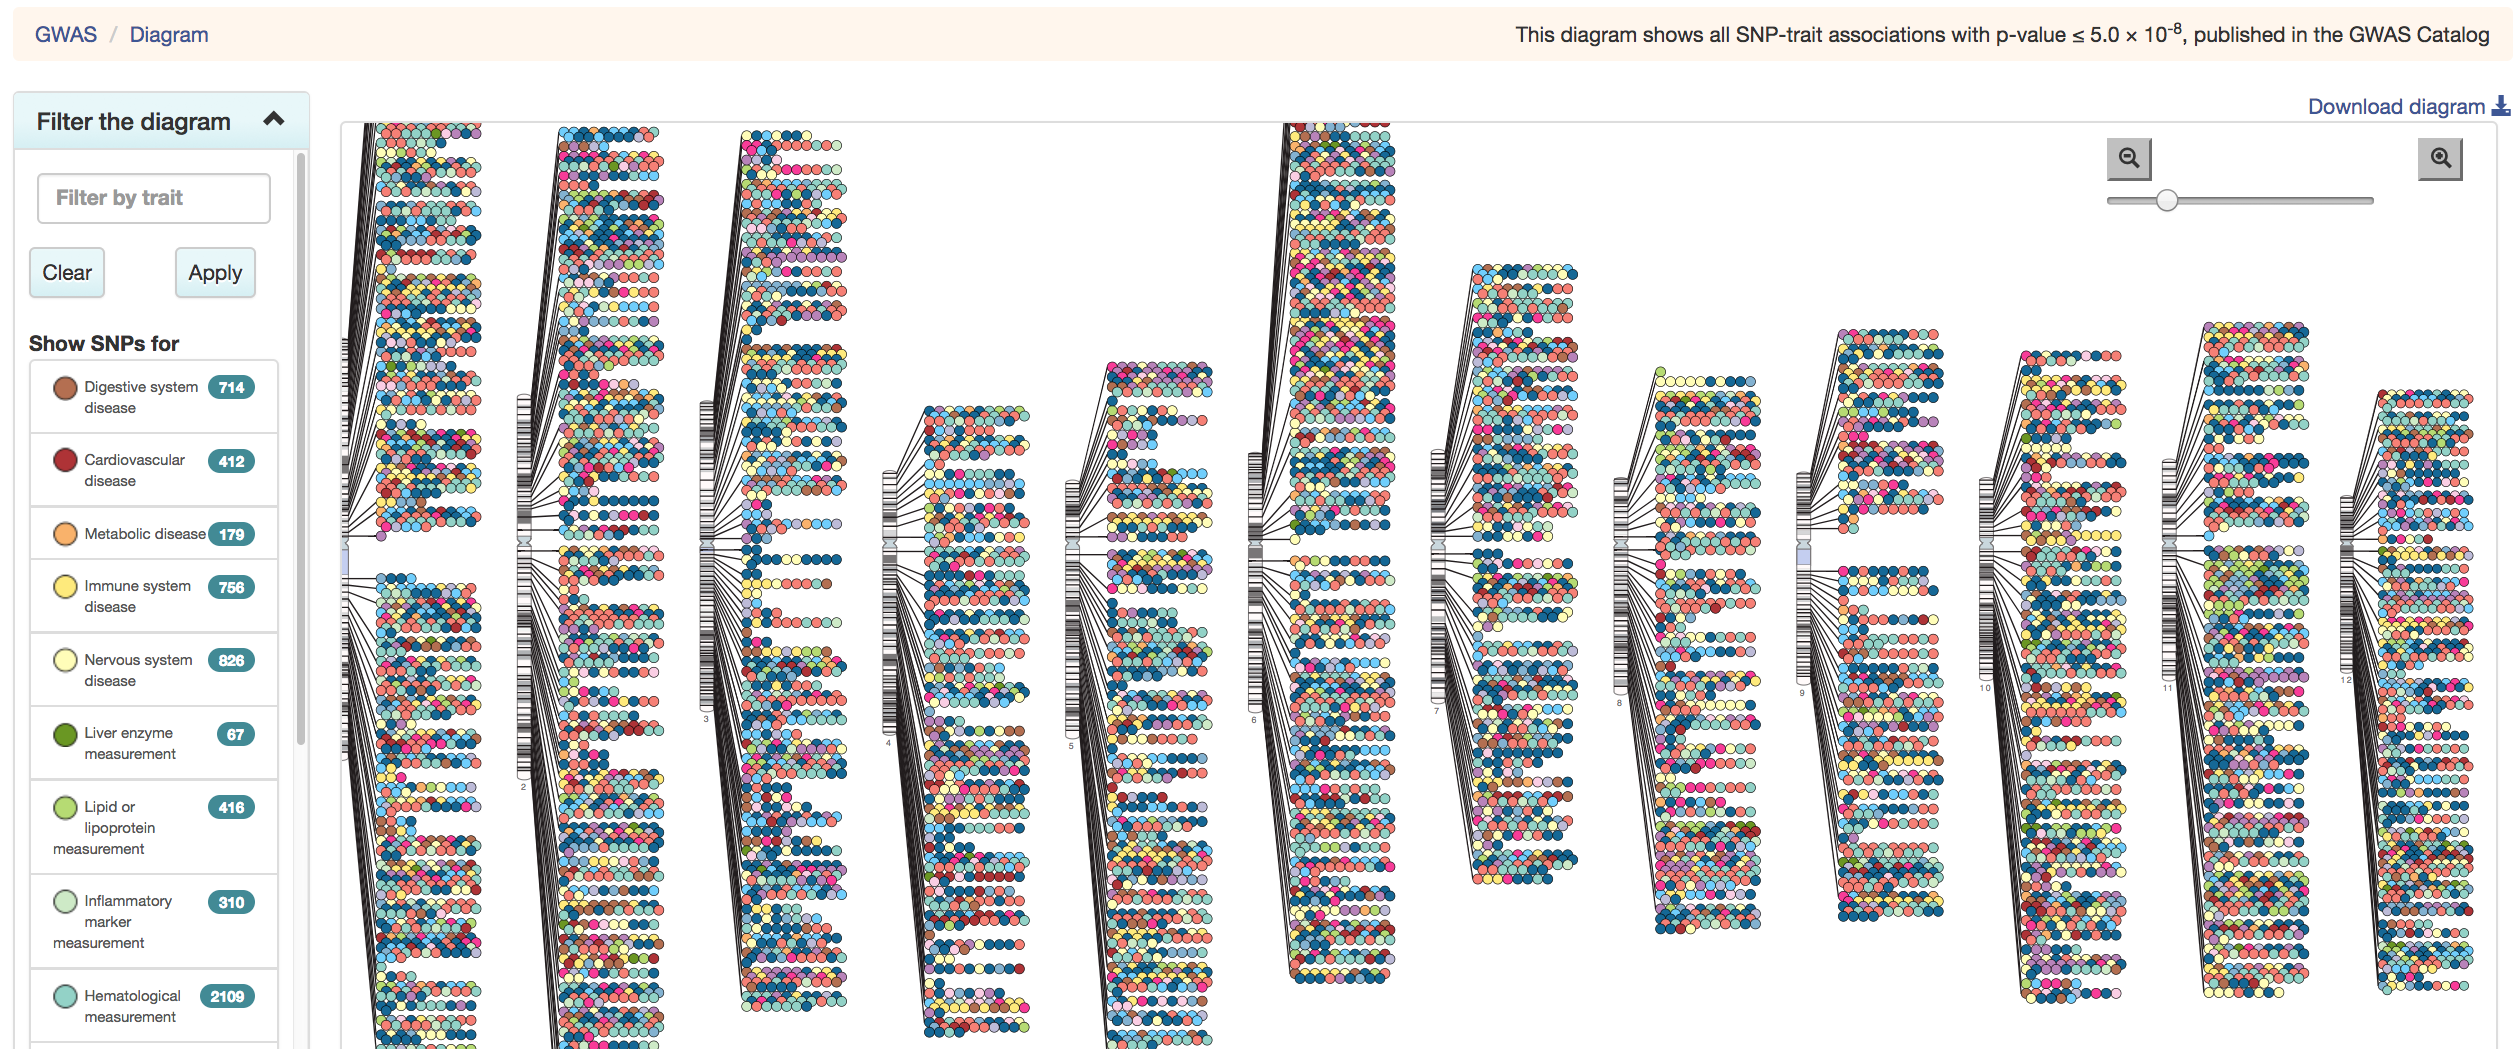 GWAS / Diagram
This diagram shows all SNP-trait associations with p-value ≤ 5.0 × 10-8, published in the GWAS Catalog
Filter the diagram
Download diagram
Filter by trait
Clear
Apply
Show SNPs for
Digestive system 714
disease
Cardiovascular 412
disease
Metabolic disease 179
Immune system 756
disease
Nervous system 826
disease
Liver enzyme 67
measurement
Lipid or 416
lipoprotein
measurement
Inflammatory 310
marker
measurement
Hematological 2109
measurement
2
3
4
5
6
7
8
9
10
11
12